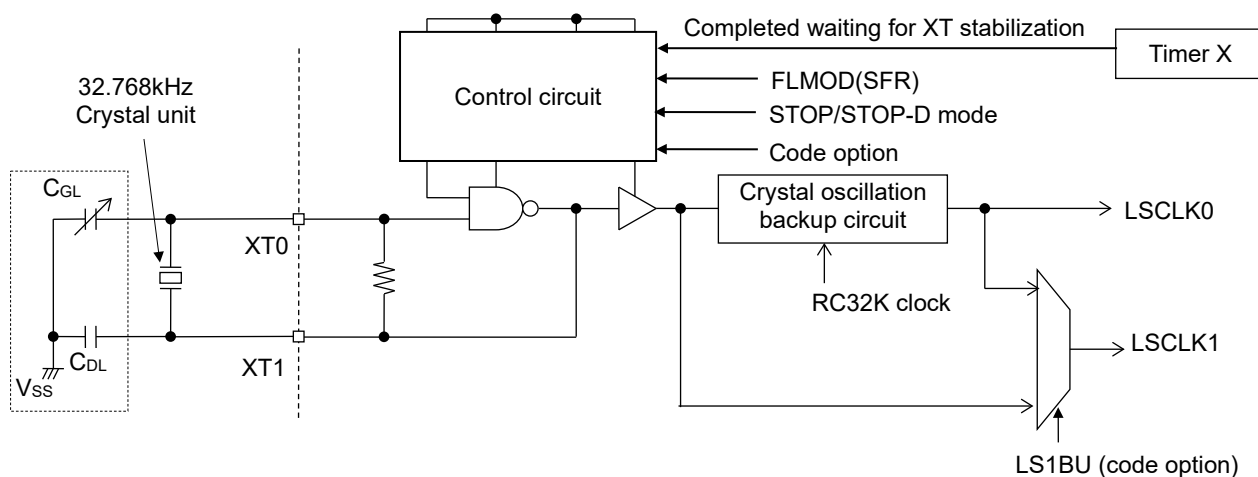 Completed waiting for XT stabilization
Timer X
32.768kHz
Crystal unit
Control circuit
FLMOD(SFR)
STOP/STOP-D mode
Code option
CGL
XT0
Crystal oscillation
backup circuit
LSCLK0
RC32K clock
CDL
XT1
VSS
LSCLK1
LS1BU (code option)